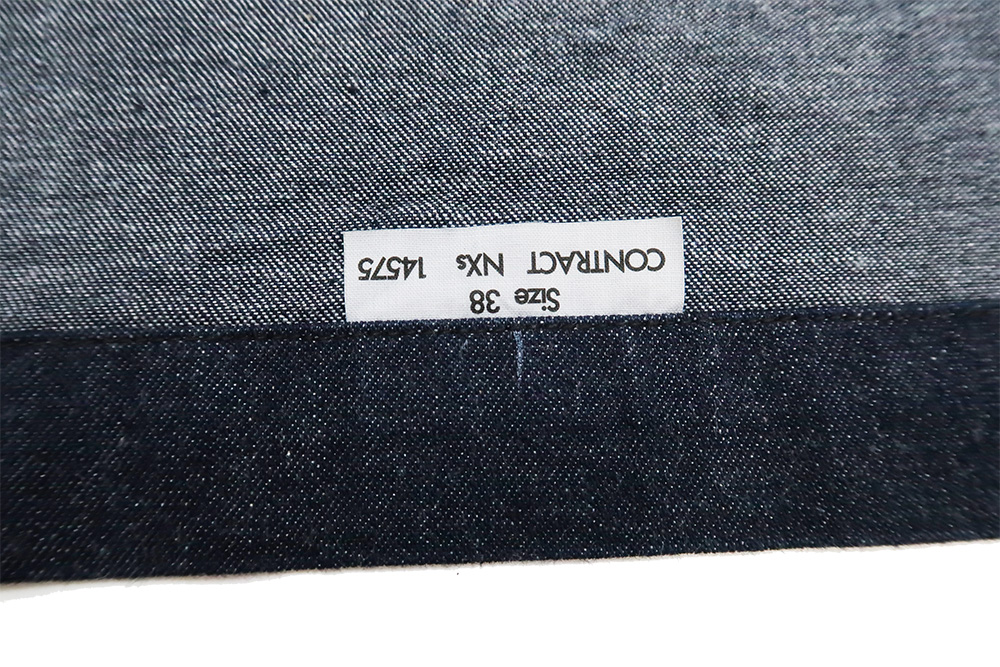 Size 38
CONTRACT NXs 14575